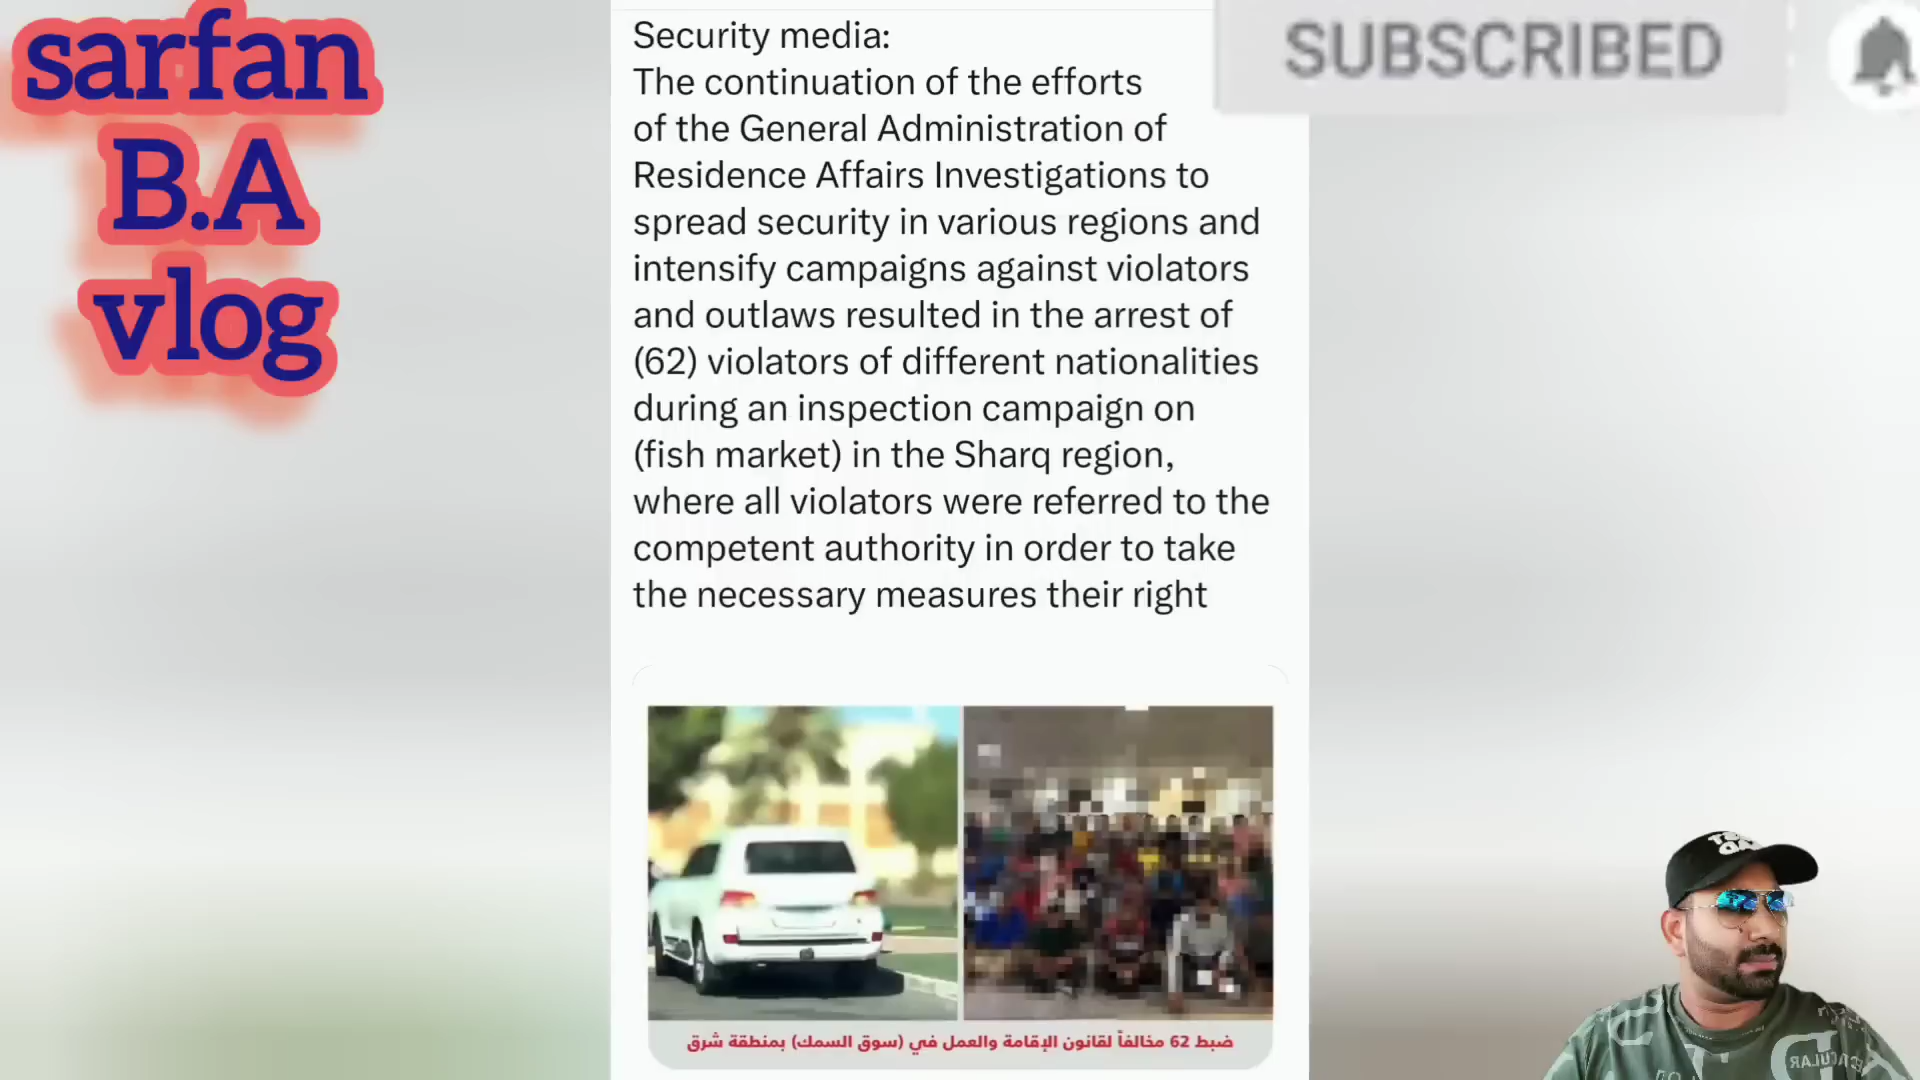 sarfan
B.A
vlog
SUBSCRIBED
Security media:
The continuation of the efforts
of the General Administration of
Residence Affairs Investigations to
spread security in various regions and
intensify campaigns against violators
and outlaws resulted in the arrest of
(62) violators of different nationalities
during an inspection campaign on
(fish market) in the Sharq region,
where all violators were referred to the
competent authority in order to take
the necessary measures their right
ضبط 62 مخالفاً لقانون الإقامة والعمل في (سوق السمك) بمنطقة شرق